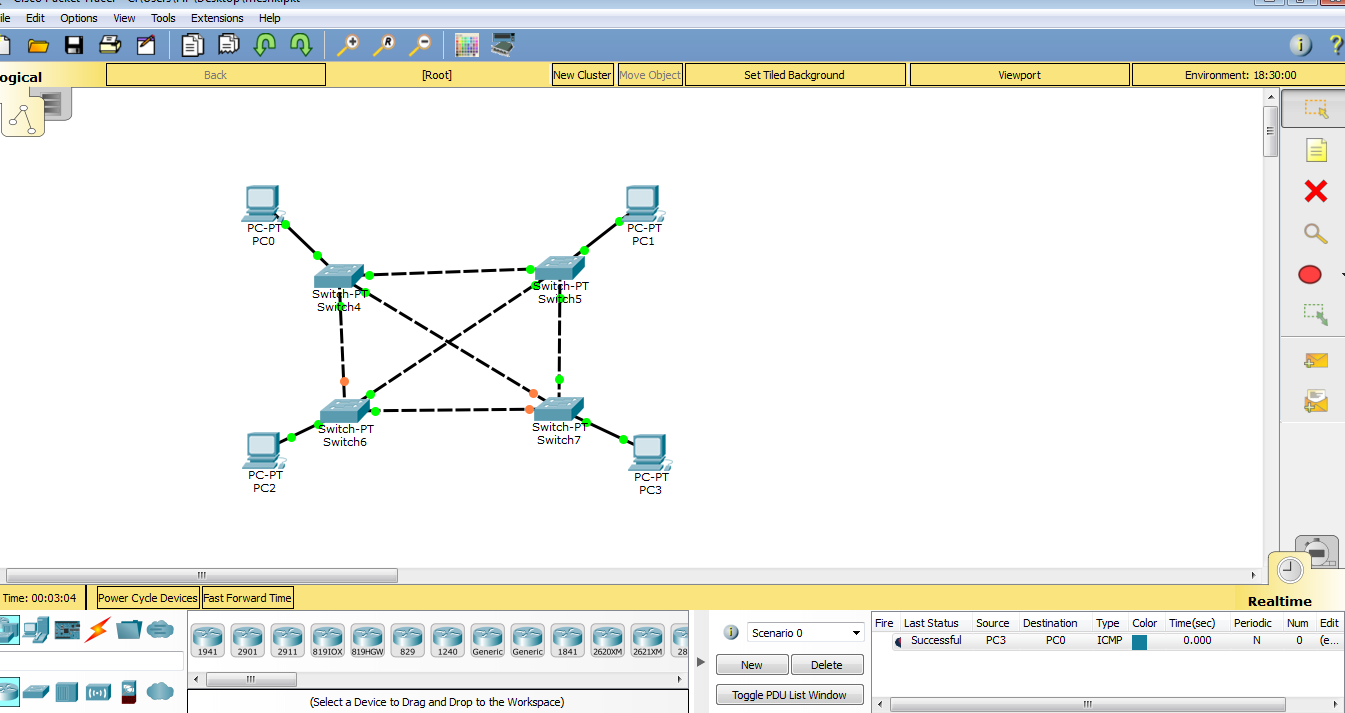 File Edit Options View Tools Extensions Help
ogical Back [Root] New Cluster Move Object Set Tiled Background Viewport Environment: 18:30:00
PC-PT
PC0
PC-PT
PC1
Switch-PT
Switch4
Switch-PT
Switch5
Switch-PT
Switch6
Switch-PT
Switch7
PC-PT
PC2
PC-PT
PC3
Time: 00:03:04 Power Cycle Devices Fast Forward Time
Realtime
1941 2901 2911 819IOX 819HGW 829 1240 Generic Generic 1841 2620XM 2621XM 28
(Select a Device to Drag and Drop to the Workspace)
Scenario 0
New Delete
Toggle PDU List Window
Fire Last Status Source Destination Type Color Time(sec) Periodic Num Edit
Successful PC3 PC0 ICMP 0.000 N 0 (e...